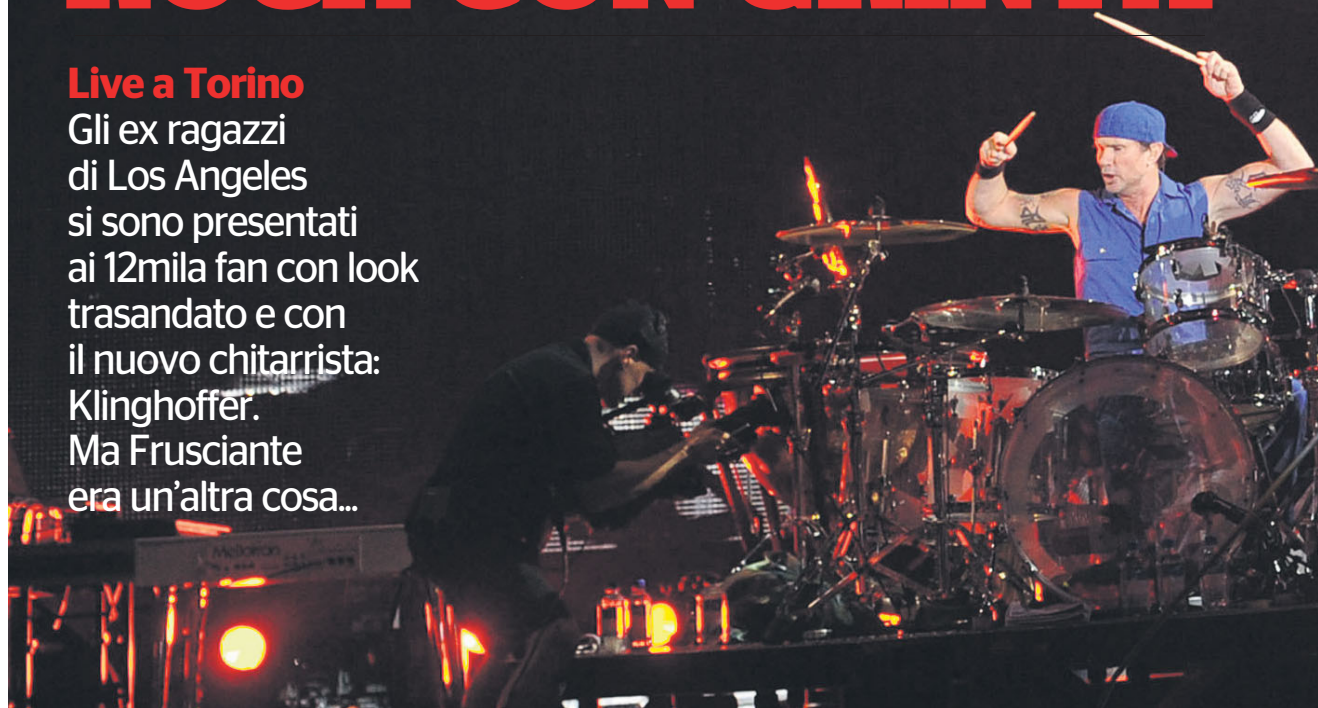 Live a Torino
Gli ex ragazzi
di Los Angeles
si sono presentati
ai 12mila fan con look
trasandato e con
il nuovo chitarrista:
Klinghoffer.
Ma Frusciante
era un’altra cosa...
Mellotron